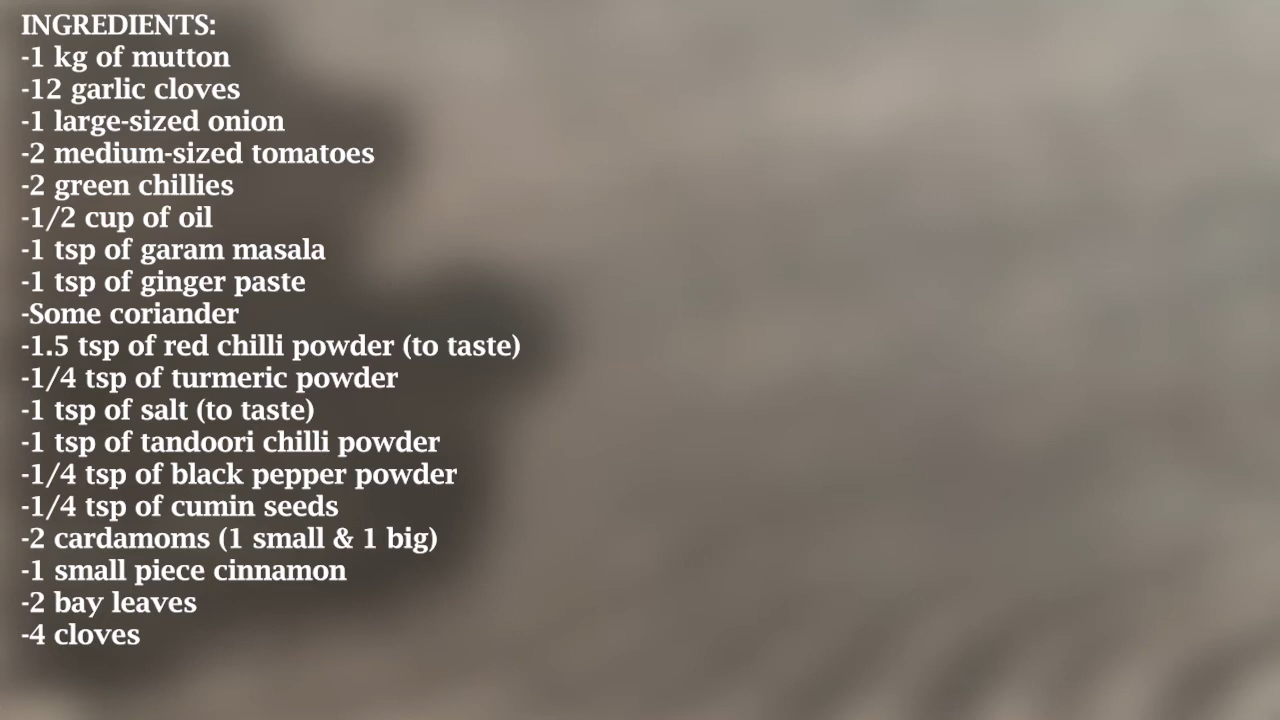 INGREDIENTS:
-1 kg of mutton
-12 garlic cloves
-1 large-sized onion
-2 medium-sized tomatoes
-2 green chillies
-1/2 cup of oil
-1 tsp of garam masala
-1 tsp of ginger paste
-Some coriander
-1.5 tsp of red chilli powder (to taste)
-1/4 tsp of turmeric powder
-1 tsp of salt (to taste)
-1 tsp of tandoori chilli powder
-1/4 tsp of black pepper powder
-1/4 tsp of cumin seeds
-2 cardamoms (1 small & 1 big)
-1 small piece cinnamon
-2 bay leaves
-4 cloves